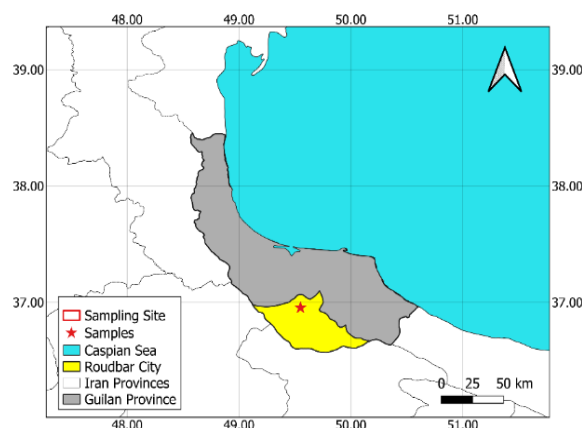 48.00 49.00 50.00 51.00
39.00 39.00
38.00 38.00
37.00 37.00
Sampling Site
Samples
Caspian Sea
Roudbar City
Iran Provinces
Guilan Province
0 25 50 km
48.00 49.00 50.00 51.00